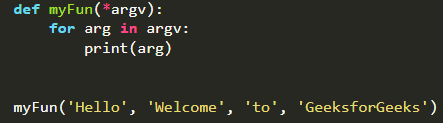 def myFun(*argv):
    for arg in argv:
        print(arg)
myFun('Hello', 'Welcome', 'to', 'GeeksforGeeks')